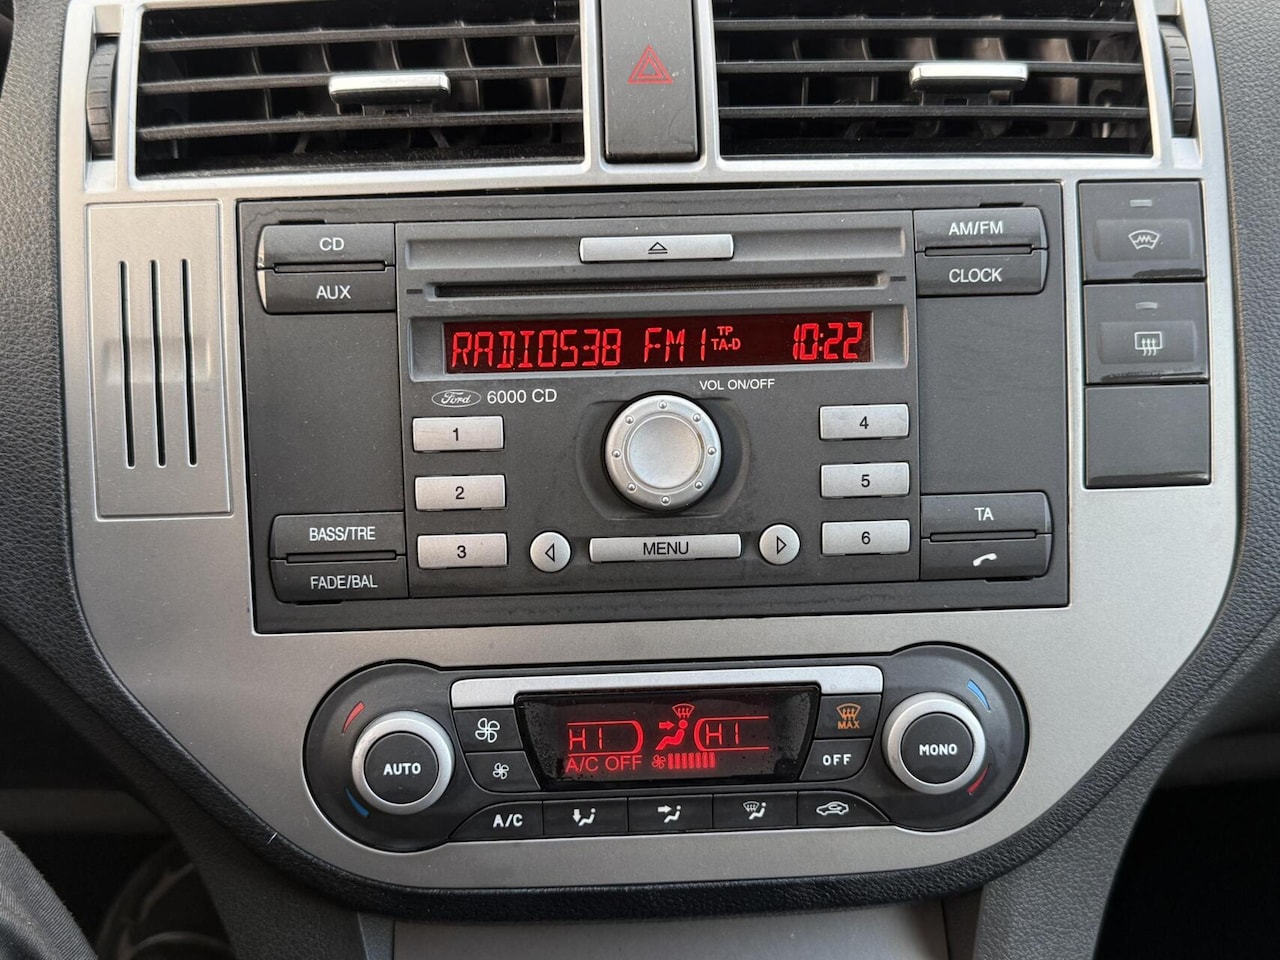 CD
AUX
AM/FM
CLOCK
RADIO538 FM1 TP TA-D 10:22
Ford 6000 CD
VOL ON/OFF
1
2
3
4
5
6
MENU
BASS/TRE
FADE/BAL
TA
AUTO
HI HI
A/C OFF
MAX
OFF
MONO
A/C